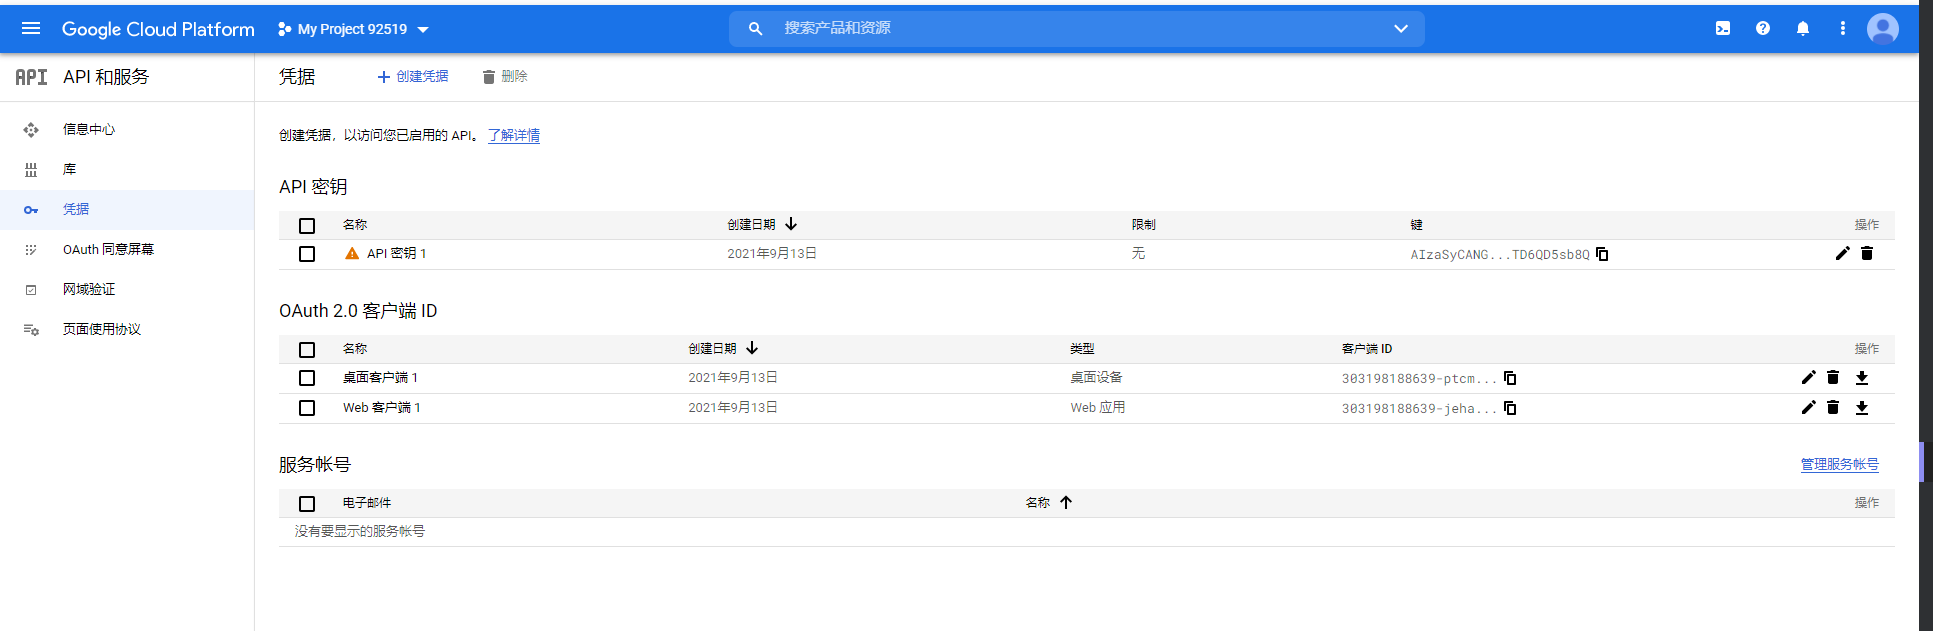 Google Cloud Platform My Project 92519 搜索产品和资源
API API 和服务 凭据 创建凭据 删除
信息中心
库
凭据
OAuth 同意屏幕
网域验证
页面使用协议
创建凭据，以访问您已启用的 API。 了解详情
API 密钥
名称 创建日期 限制 键 操作
API 密钥 1 2021年9月13日 无 AIzaSyCANG...TD6QD5sb8Q
OAuth 2.0 客户端 ID
名称 创建日期 类型 客户端 ID 操作
桌面客户端 1 2021年9月13日 桌面设备 303198188639-ptcm...
Web 客户端 1 2021年9月13日 Web 应用 303198188639-jeha...
服务帐号 管理服务帐号
电子邮件 名称 操作
没有要显示的服务帐号